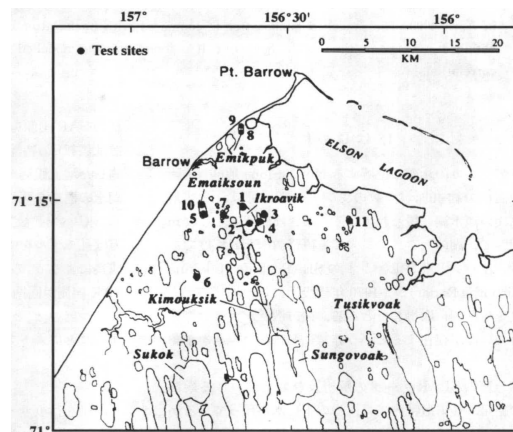 157° 156°30' 156°
● Test sites
0 5 10 15 20
KM
Pt. Barrow
9
8
ELSON LAGOON
Barrow
Emikpuk
Emaiksoun
Ikroavik
71°15'
10 7 1
5 2 3
4 11
6
Kimouksik
Tusikvoak
Sukok
Sungovoak
71°